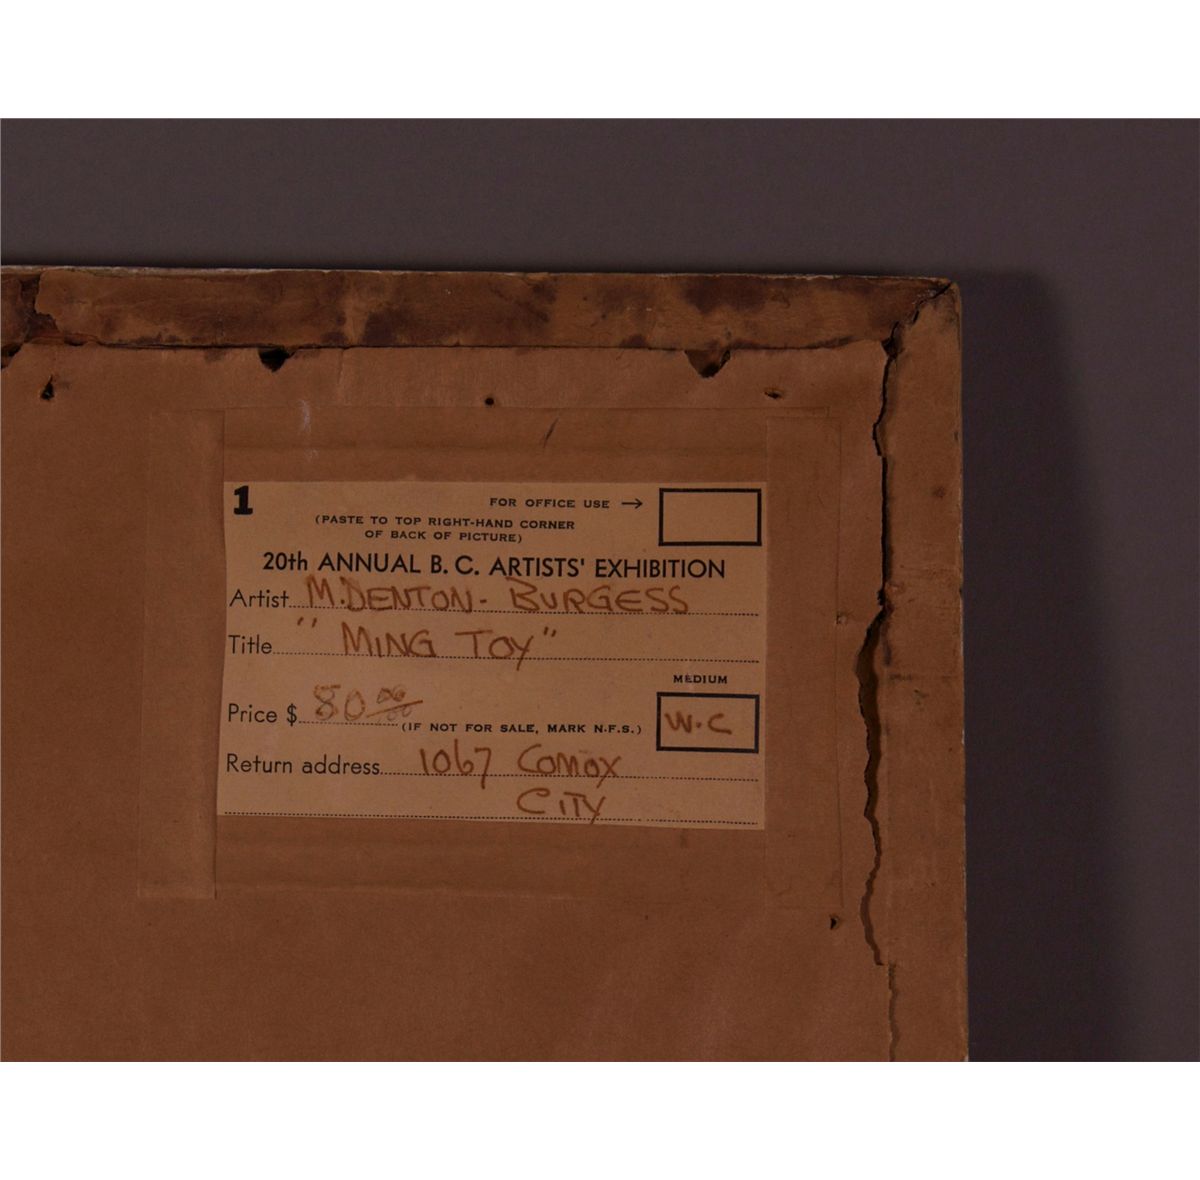 1
FOR OFFICE USE →
(PASTE TO TOP RIGHT-HAND CORNER
OF BACK OF PICTURE)
20th ANNUAL B. C. ARTISTS' EXHIBITION
Artist M. DENTON - BURGESS
Title " MING TOY "
MEDIUM
Price $ 80.00 (IF NOT FOR SALE, MARK N.F.S.) W.C
Return address 1067 COMOX
CITY